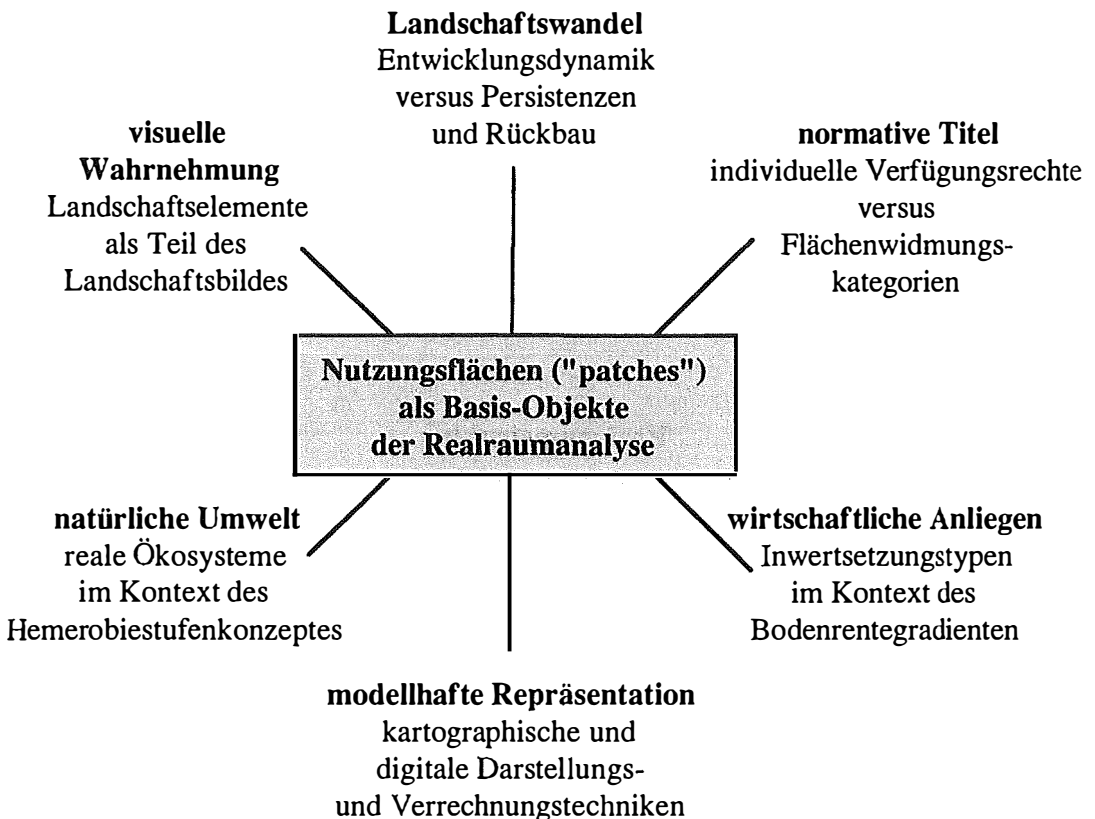 Landschaftswandel
Entwicklungsdynamik
versus Persistenzen
und Rückbau
visuelle
Wahrnehmung
Landschaftselemente
als Teil des
Landschaftsbildes
normative Titel
individuelle Verfügungsrechte
versus
Flächenwidmungs-
kategorien
Nutzungsflächen ("patches")
als Basis-Objekte
der Realraumanalyse
natürliche Umwelt
reale Ökosysteme
im Kontext des
Hemerobiestufenkonzeptes
wirtschaftliche Anliegen
Inwertsetzungstypen
im Kontext des
Bodenrentegradienten
modellhafte Repräsentation
kartographische und
digitale Darstellungs-
und Verrechnungstechniken